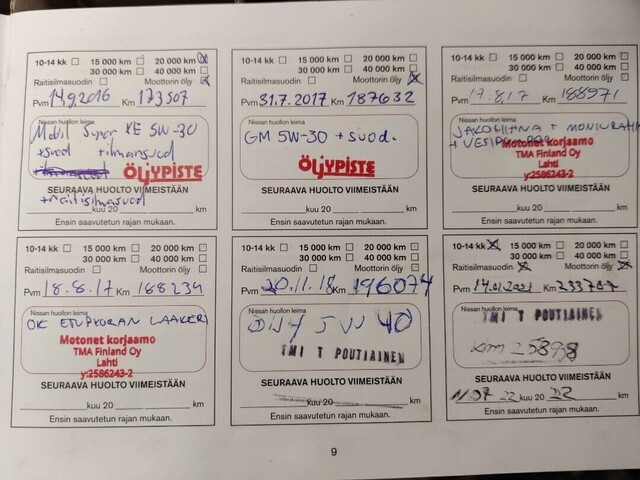 10-14 kk 15 000 km 20 000 km
30 000 km 40 000 km
Raitisilmasuodin Moottorin öljy
Pvm 14.9.2016 Km 173507
Nissan huollon leima
Mobil Super XE 5W-30
+suod +ilmansuod
ÖLJYPISTE
SEURAAVA HUOLTO VIIMEISTÄÄN
+raitisilmasuod
kuu 20 km
Ensin saavutetun rajan mukaan.
10-14 kk 15 000 km 20 000 km
30 000 km 40 000 km
Raitisilmasuodin Moottorin öljy
Pvm 31.7.2017 Km 187632
Nissan huollon leima
GM 5W-30 + suod.
ÖLJYPISTE
SEURAAVA HUOLTO VIIMEISTÄÄN
kuu 20 km
Ensin saavutetun rajan mukaan.
10-14 kk 15 000 km 20 000 km
30 000 km 40 000 km
Raitisilmasuodin Moottorin öljy
Pvm 17.8.17 Km 188971
Nissan huollon leima
JAKOHIHNA +
Motonet korjaamo
TMA Finland Oy
Lahti
y:2586243-2
SEURAAVA HUOLTO VIIMEISTÄÄN
kuu 20 km
Ensin saavutetun rajan mukaan.
10-14 kk 15 000 km 20 000 km
30 000 km 40 000 km
Raitisilmasuodin Moottorin öljy
Pvm 18.8.17 Km 188234
Nissan huollon leima
OK ETUPYÖRÄN LAAKERI
Motonet korjaamo
TMA Finland Oy
Lahti
y:2586243-2
SEURAAVA HUOLTO VIIMEISTÄÄN
kuu 20 km
Ensin saavutetun rajan mukaan.
10-14 kk 15 000 km 20 000 km
30 000 km 40 000 km
Raitisilmasuodin Moottorin öljy
Pvm 20.11.18 Km 196074
Nissan huollon leima
5W 40
TMI T POUTIAINEN
SEURAAVA HUOLTO VIIMEISTÄÄN
kuu 20 km
Ensin saavutetun rajan mukaan.
10-14 kk 15 000 km 20 000 km
30 000 km 40 000 km
Raitisilmasuodin Moottorin öljy
Pvm 14.01.2021 Km
Nissan huollon leima
TMI T POUTIAINEN
km
SEURAAVA HUOLTO VIIMEISTÄÄN
22 kuu 20 22 km
Ensin saavutetun rajan mukaan.
9